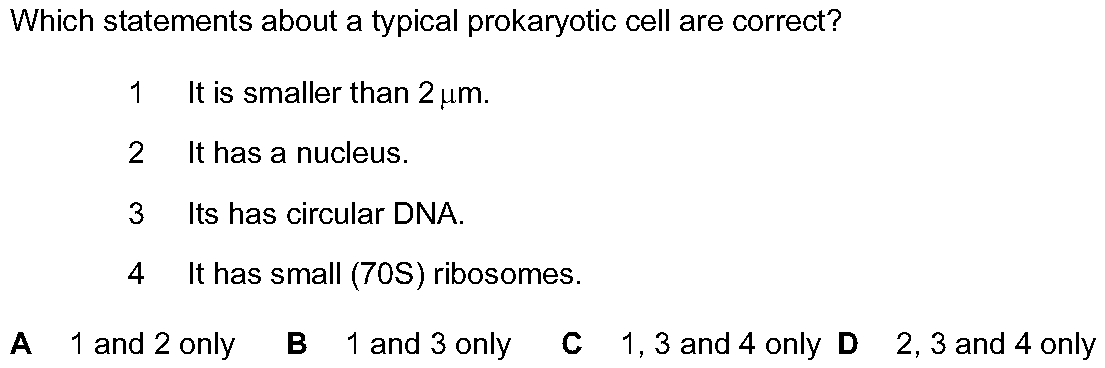 Which statements about a typical prokaryotic cell are correct?
1 It is smaller than 2 μm.
2 It has a nucleus.
3 Its has circular DNA.
4 It has small (70S) ribosomes.
A 1 and 2 only B 1 and 3 only C 1, 3 and 4 only D 2, 3 and 4 only